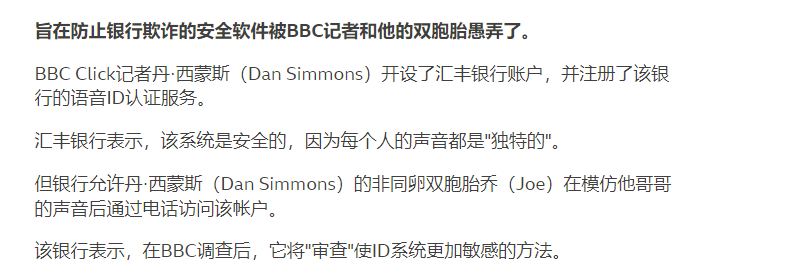 旨在防止银行欺诈的安全软件被BBC记者和他的双胞胎愚弄了。
BBC Click记者丹·西蒙斯（Dan Simmons）开设了汇丰银行账户，并注册了该银
行的语音ID认证服务。
汇丰银行表示，该系统是安全的，因为每个人的声音都是"独特的"。
但银行允许丹·西蒙斯（Dan Simmons）的非同卵双胞胎乔（Joe）在模仿他哥哥
的声音后通过电话访问该帐户。
该银行表示，在BBC调查后，它将"审查"使ID系统更加敏感的方法。